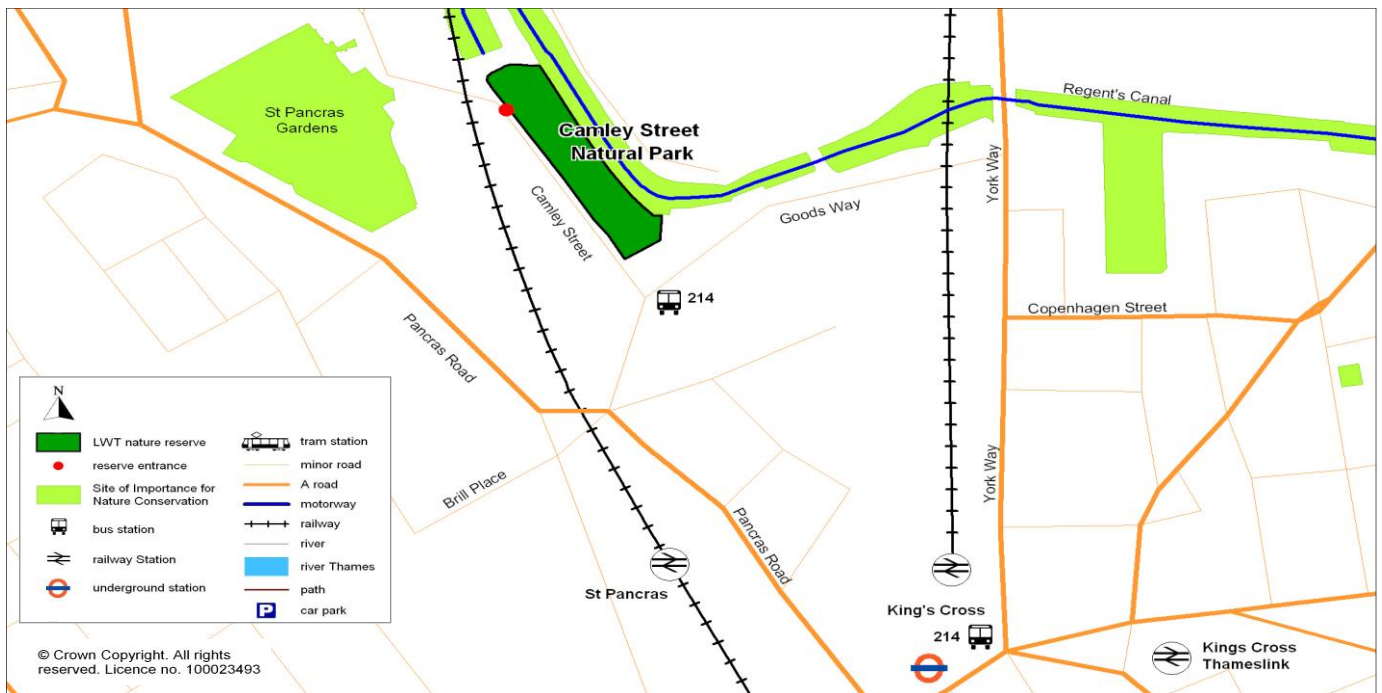 St Pancras
Gardens
Camley Street
Natural Park
Regent's Canal
York Way
Camley Street
Goods Way
214
Copenhagen Street
Pancras Road
York Way
Brill Place
Pancras Road
St Pancras
King's Cross
214
Kings Cross
Thameslink
N
LWT nature reserve
reserve entrance
Site of Importance for
Nature Conservation
bus station
railway Station
underground station
tram station
minor road
A road
motorway
railway
river
river Thames
path
P
car park
© Crown Copyright. All rights
reserved. Licence no. 100023493